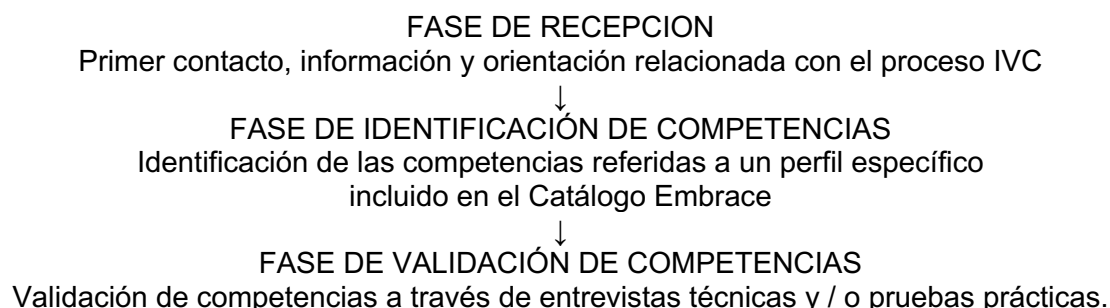 FASE DE RECEPCION
Primer contacto, información y orientación relacionada con el proceso IVC
↓
FASE DE IDENTIFICACIÓN DE COMPETENCIAS
Identificación de las competencias referidas a un perfil específico
incluido en el Catálogo Embrace
↓
FASE DE VALIDACIÓN DE COMPETENCIAS
Validación de competencias a través de entrevistas técnicas y / o pruebas prácticas.